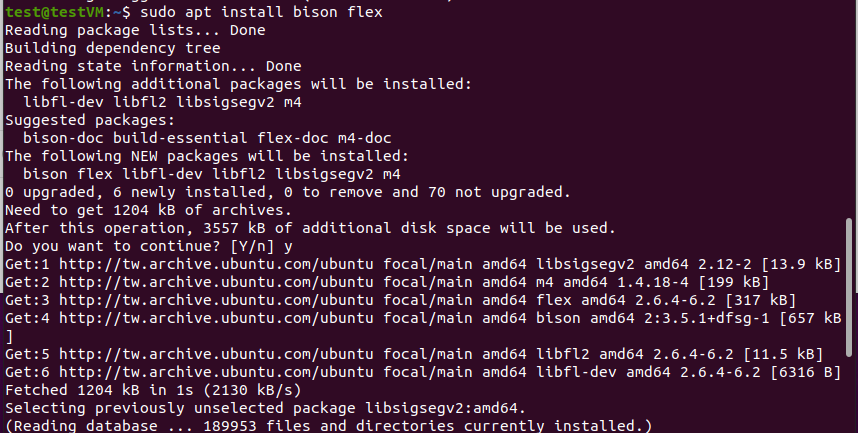 test@testVM:~$ sudo apt install bison flex
Reading package lists... Done
Building dependency tree
Reading state information... Done
The following additional packages will be installed:
  libfl-dev libfl2 libsigsegv2 m4
Suggested packages:
  bison-doc build-essential flex-doc m4-doc
The following NEW packages will be installed:
  bison flex libfl-dev libfl2 libsigsegv2 m4
0 upgraded, 6 newly installed, 0 to remove and 70 not upgraded.
Need to get 1204 kB of archives.
After this operation, 3557 kB of additional disk space will be used.
Do you want to continue? [Y/n] y
Get:1 http://tw.archive.ubuntu.com/ubuntu focal/main amd64 libsigsegv2 amd64 2.12-2 [13.9 kB]
Get:2 http://tw.archive.ubuntu.com/ubuntu focal/main amd64 m4 amd64 1.4.18-4 [199 kB]
Get:3 http://tw.archive.ubuntu.com/ubuntu focal/main amd64 flex amd64 2.6.4-6.2 [317 kB]
Get:4 http://tw.archive.ubuntu.com/ubuntu focal/main amd64 bison amd64 2:3.5.1+dfsg-1 [657 kB
]
Get:5 http://tw.archive.ubuntu.com/ubuntu focal/main amd64 libfl2 amd64 2.6.4-6.2 [11.5 kB]
Get:6 http://tw.archive.ubuntu.com/ubuntu focal/main amd64 libfl-dev amd64 2.6.4-6.2 [6316 B]
Fetched 1204 kB in 1s (2130 kB/s)
Selecting previously unselected package libsigsegv2:amd64.
(Reading database ... 189953 files and directories currently installed.)